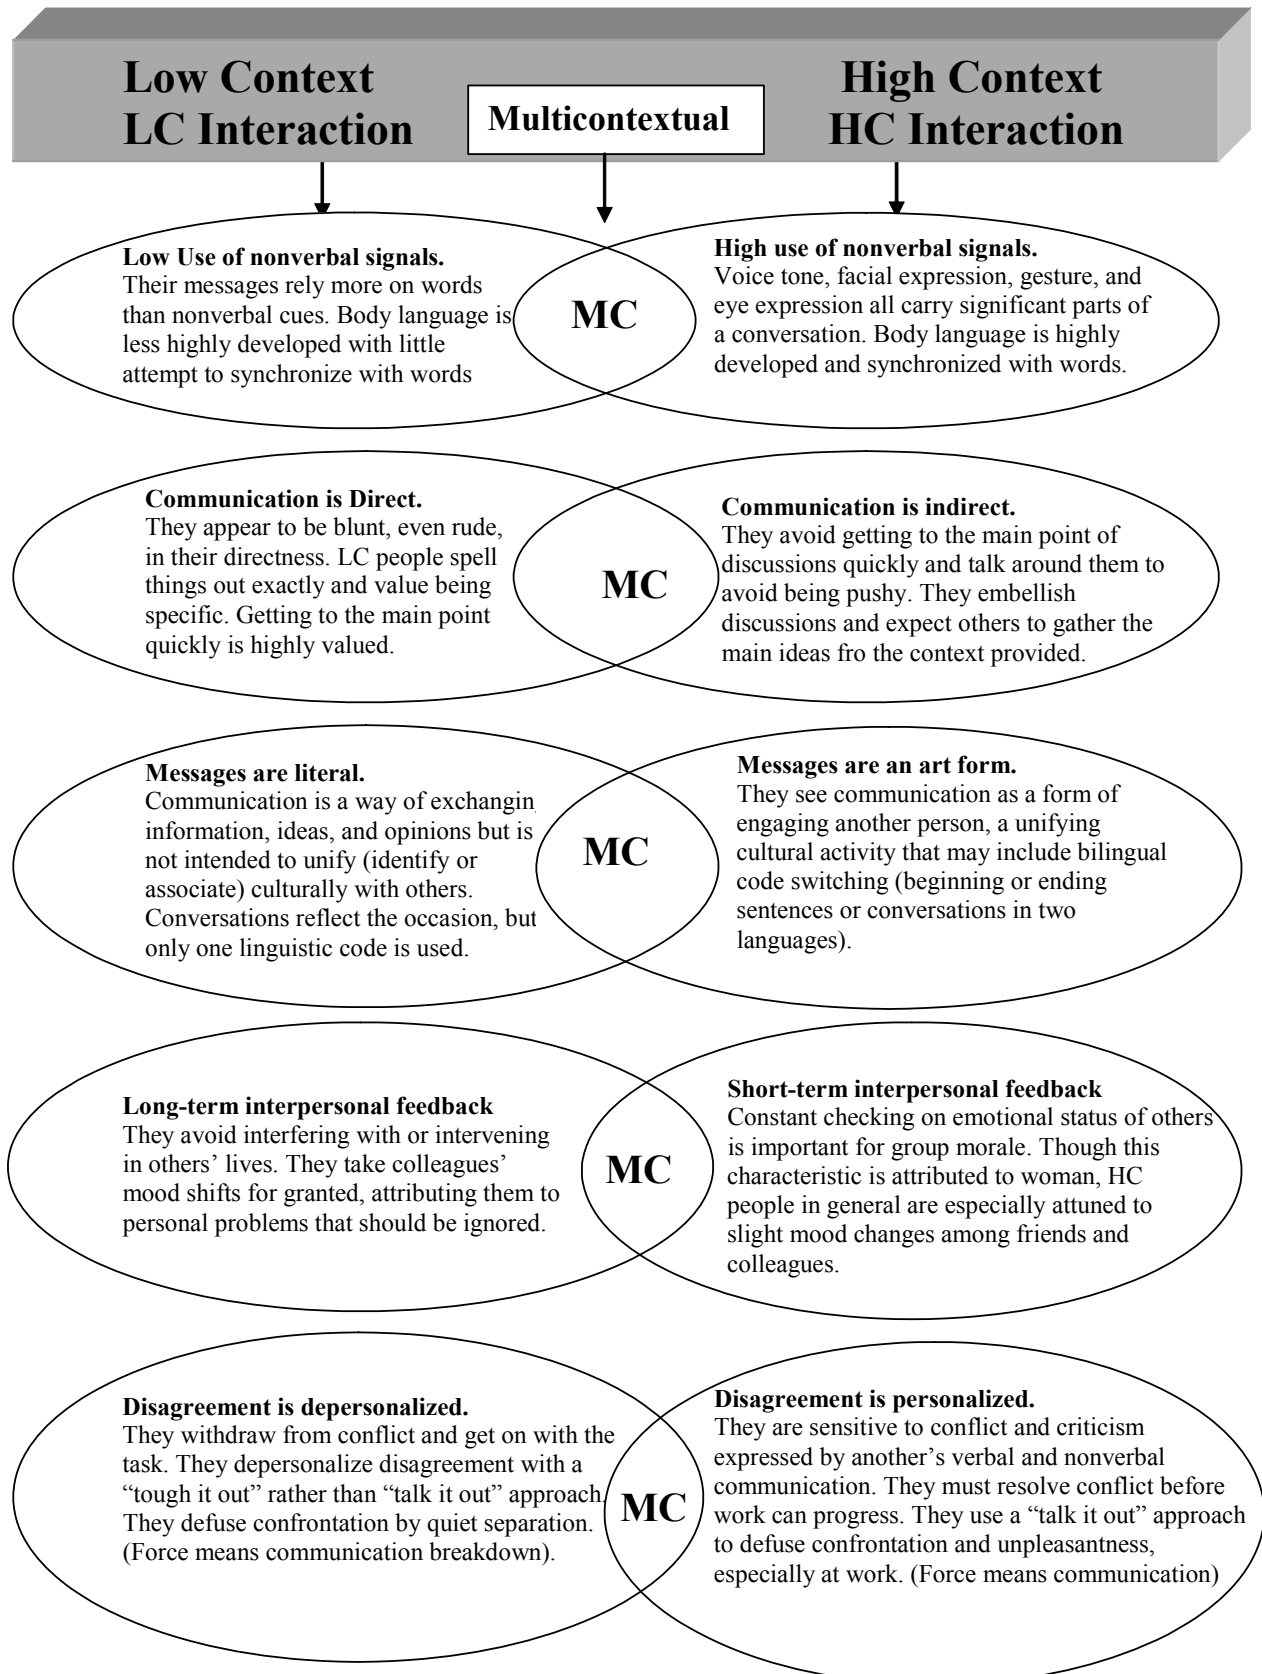 Low Context
LC Interaction
Multicontextual
High Context
HC Interaction
Low Use of nonverbal signals.
Their messages rely more on words
than nonverbal cues. Body language is
less highly developed with little
attempt to synchronize with words
MC
High use of nonverbal signals.
Voice tone, facial expression, gesture, and
eye expression all carry significant parts of
a conversation. Body language is highly
developed and synchronized with words.
Communication is Direct.
They appear to be blunt, even rude,
in their directness. LC people spell
things out exactly and value being
specific. Getting to the main point
quickly is highly valued.
MC
Communication is indirect.
They avoid getting to the main point of
discussions quickly and talk around them to
avoid being pushy. They embellish
discussions and expect others to gather the
main ideas fro the context provided.
Messages are literal.
Communication is a way of exchangin
information, ideas, and opinions but is
not intended to unify (identify or
associate) culturally with others.
Conversations reflect the occasion, but
only one linguistic code is used.
MC
Messages are an art form.
They see communication as a form of
engaging another person, a unifying
cultural activity that may include bilingual
code switching (beginning or ending
sentences or conversations in two
languages).
Long-term interpersonal feedback
They avoid interfering with or intervening
in others’ lives. They take colleagues’
mood shifts for granted, attributing them to
personal problems that should be ignored.
MC
Short-term interpersonal feedback
Constant checking on emotional status of others
is important for group morale. Though this
characteristic is attributed to woman, HC
people in general are especially attuned to
slight mood changes among friends and
colleagues.
Disagreement is depersonalized.
They withdraw from conflict and get on with the
task. They depersonalize disagreement with a
“tough it out” rather than “talk it out” approach.
They defuse confrontation by quiet separation.
(Force means communication breakdown).
MC
Disagreement is personalized.
They are sensitive to conflict and criticism
expressed by another’s verbal and nonverbal
communication. They must resolve conflict before
work can progress. They use a “talk it out” approach
to defuse confrontation and unpleasantness,
especially at work. (Force means communication)